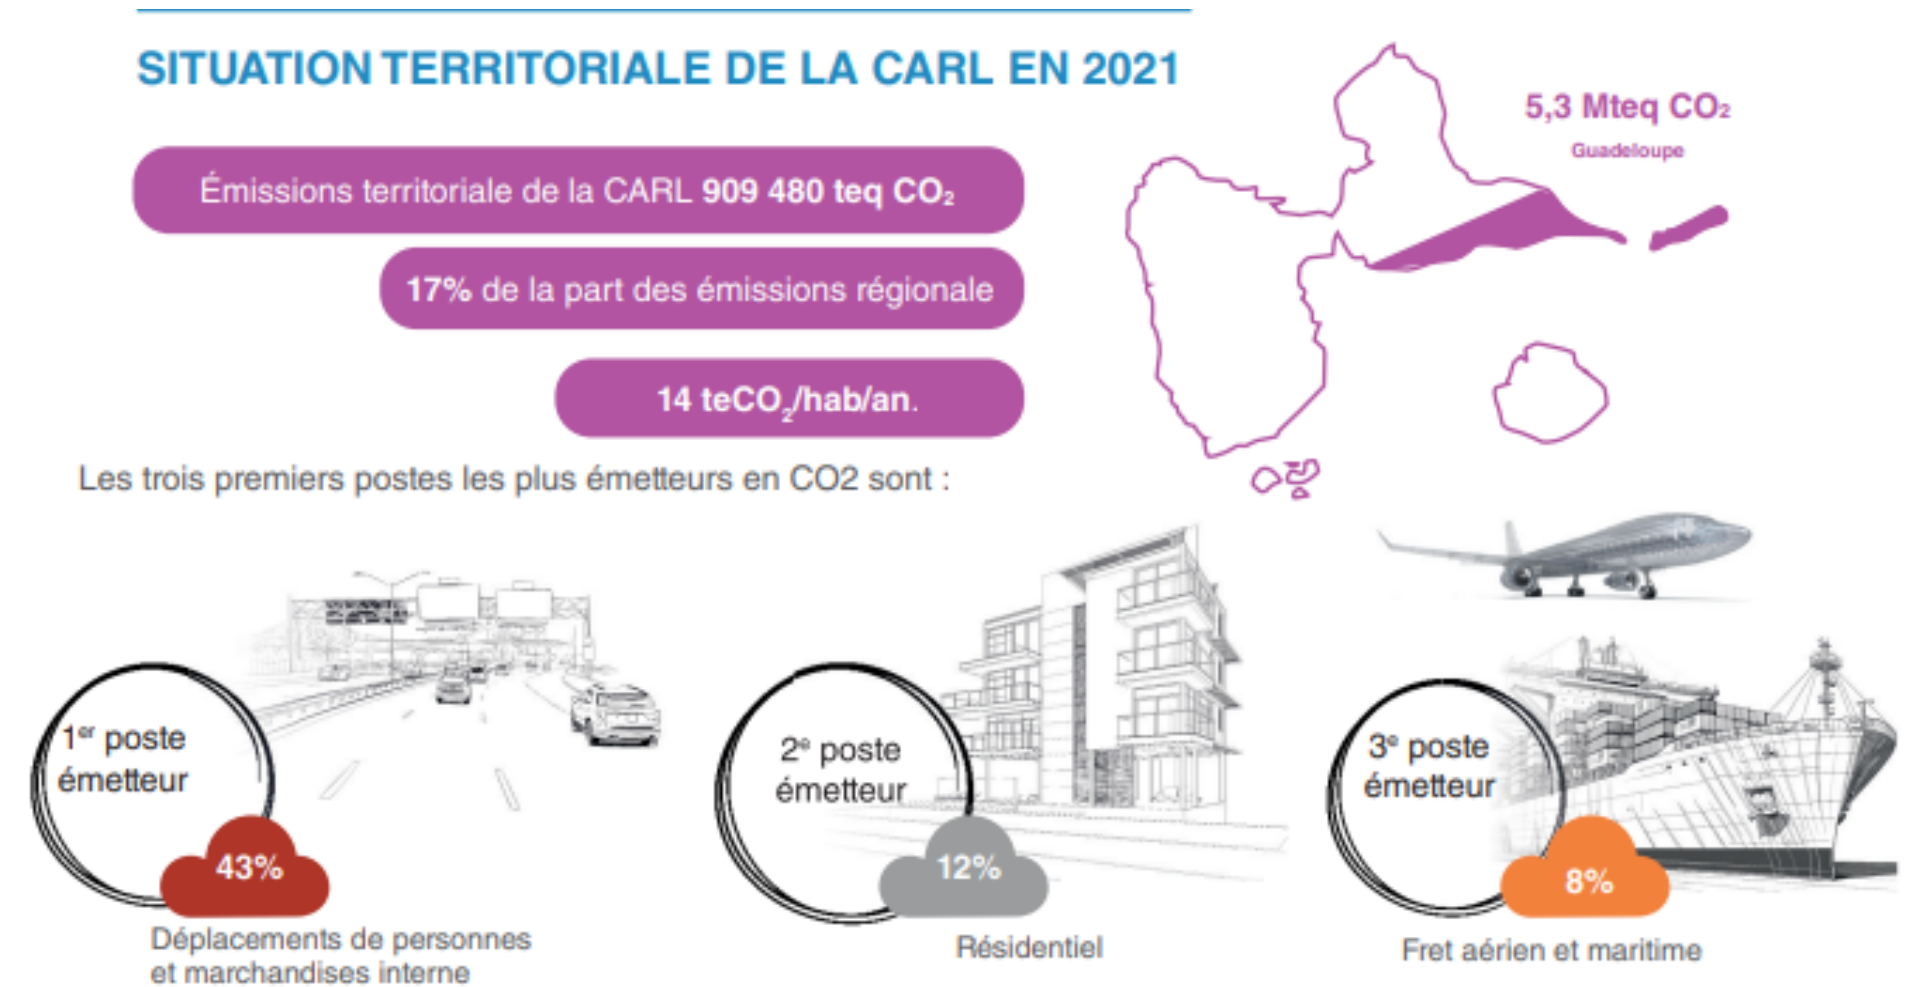 SITUATION TERRITORIALE DE LA CARL EN 2021
5,3 Mteq CO₂
Guadeloupe
Émissions territoriale de la CARL 909 480 teq CO₂
17% de la part des émissions régionale
14 teCO₂/hab/an.
Les trois premiers postes les plus émetteurs en CO2 sont :
1er poste
émetteur
43%
Déplacements de personnes
et marchandises interne
2e poste
émetteur
12%
Résidentiel
3e poste
émetteur
8%
Fret aérien et maritime